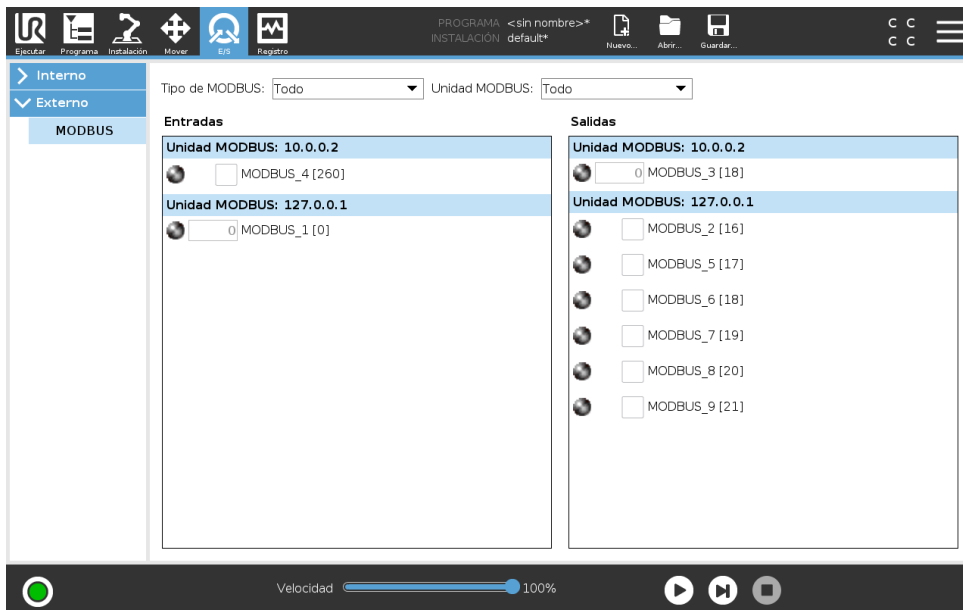 UR
Ejecutar
Programa
Instalación
Mover
E/S
Registro
PROGRAMA <sin nombre>*
INSTALACIÓN default*
Nuevo...
Abrir...
Guardar...
C C
C C
Interno
Externo
MODBUS
Tipo de MODBUS: Todo
Unidad MODBUS: Todo
Entradas
Unidad MODBUS: 10.0.0.2
MODBUS_4 [260]
Unidad MODBUS: 127.0.0.1
0 MODBUS_1 [0]
Salidas
Unidad MODBUS: 10.0.0.2
0 MODBUS_3 [18]
Unidad MODBUS: 127.0.0.1
MODBUS_2 [16]
MODBUS_5 [17]
MODBUS_6 [18]
MODBUS_7 [19]
MODBUS_8 [20]
MODBUS_9 [21]
Velocidad 100%